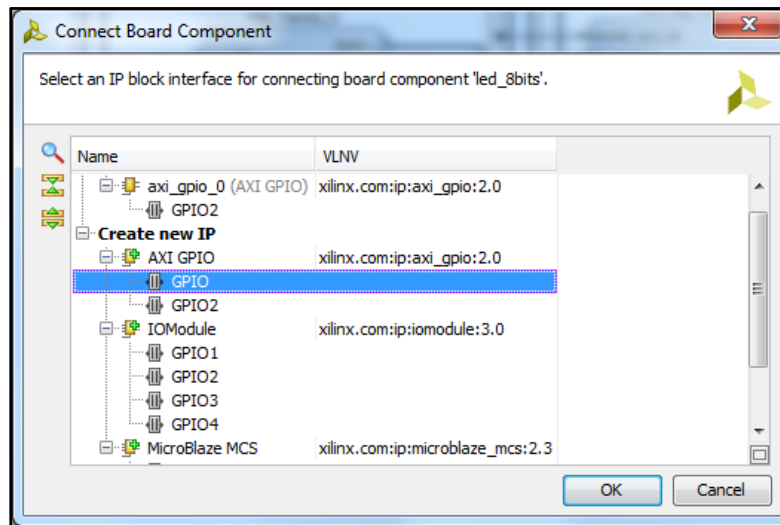 Connect Board Component
Select an IP block interface for connecting board component 'led_8bits'.
Name VLNV
axi_gpio_0 (AXI GPIO) xilinx.com:ip:axi_gpio:2.0
GPIO2
Create new IP
AXI GPIO xilinx.com:ip:axi_gpio:2.0
GPIO
GPIO2
IOModule xilinx.com:ip:iomodule:3.0
GPIO1
GPIO2
GPIO3
GPIO4
MicroBlaze MCS xilinx.com:ip:microblaze_mcs:2.3
OK Cancel